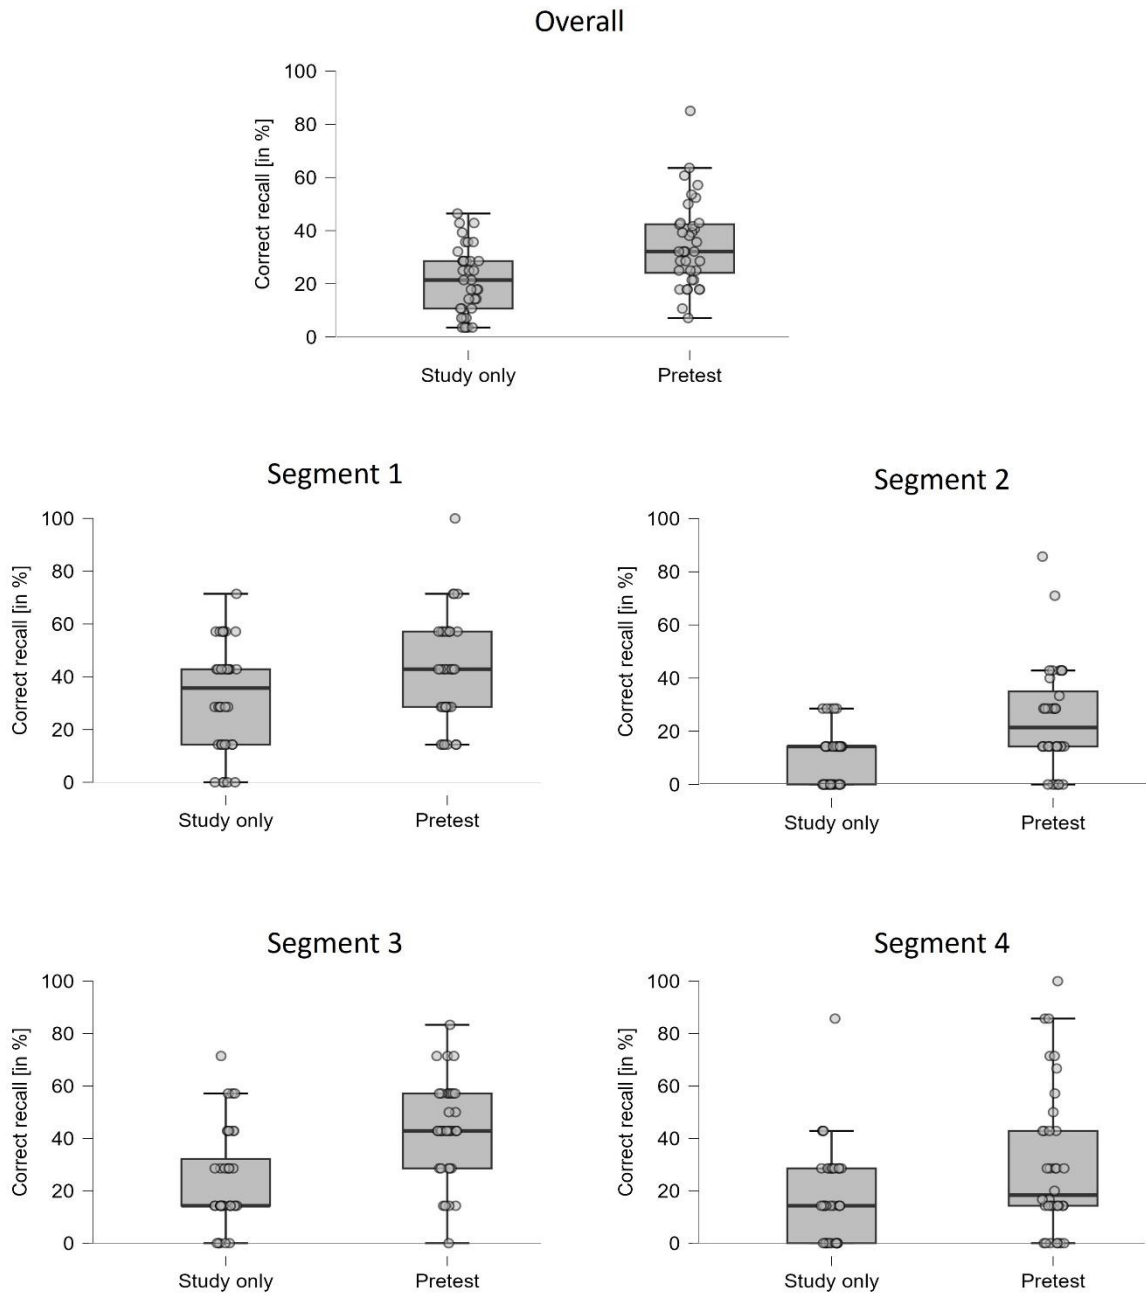 Overall
Correct recall [in %]
100
80
60
40
20
0
Study only
Pretest
Segment 1
Correct recall [in %]
100
80
60
40
20
0
Study only
Pretest
Segment 2
Correct recall [in %]
100
80
60
40
20
0
Study only
Pretest
Segment 3
Correct recall [in %]
100
80
60
40
20
0
Study only
Pretest
Segment 4
Correct recall [in %]
100
80
60
40
20
0
Study only
Pretest